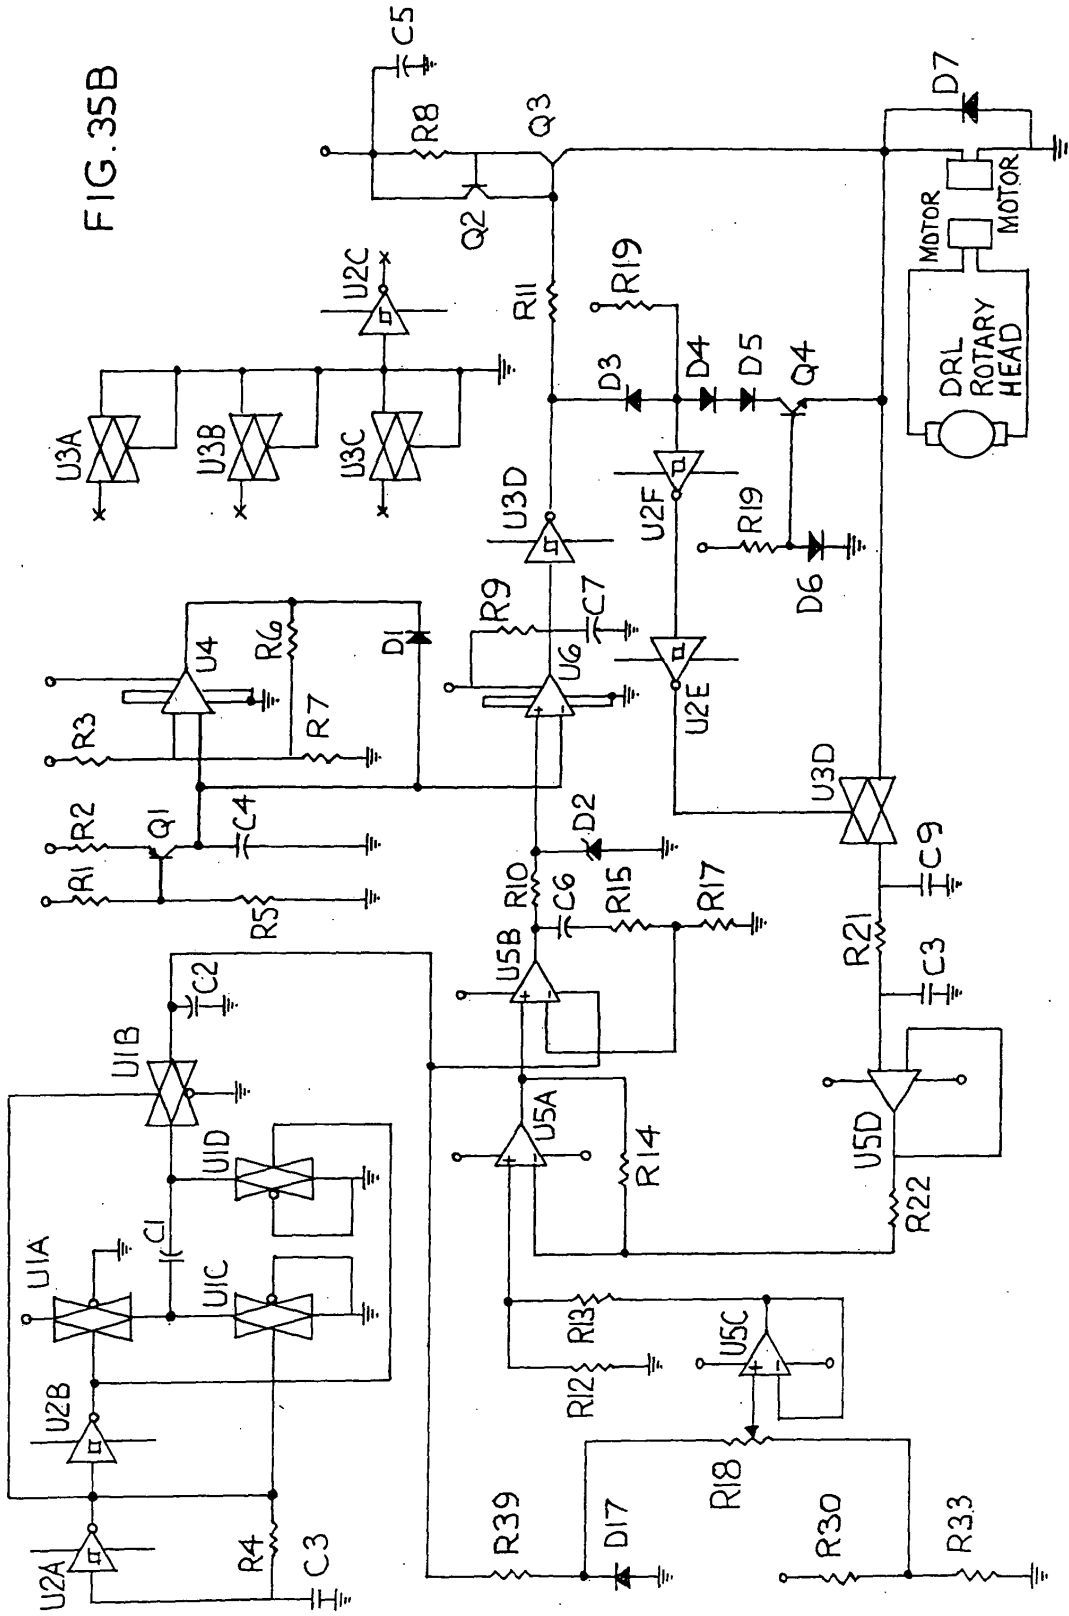 FIG. 35B
C5
R8
Q3
Q2
D7
MOTOR
MOTOR
DRL
ROTARY
HEAD
U2C
U3A
U3B
U3C
R11
R19
D3
D4
D5
Q4
U3D
U2F
R19
D6
U4
R6
D1
R9
C7
U6
U2E
R3
R7
R2
Q1
C4
R1
R5
D2
R10
C6
R15
R17
U3D
C9
R21
C3
U5B
C2
U1B
U1D
C1
U1A
U1C
U5A
R14
U5D
R22
R13
R12
U5C
R18
U2B
U2A
R4
C3
R39
D17
R30
R33
+
-
+
-
+
-
+
-
x
x
x
x